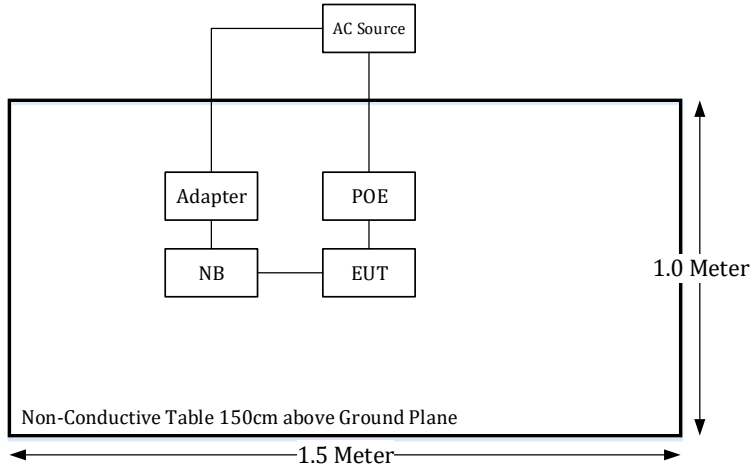 AC Source
Adapter
POE
NB
EUT
1.0 Meter
Non-Conductive Table 150cm above Ground Plane
1.5 Meter